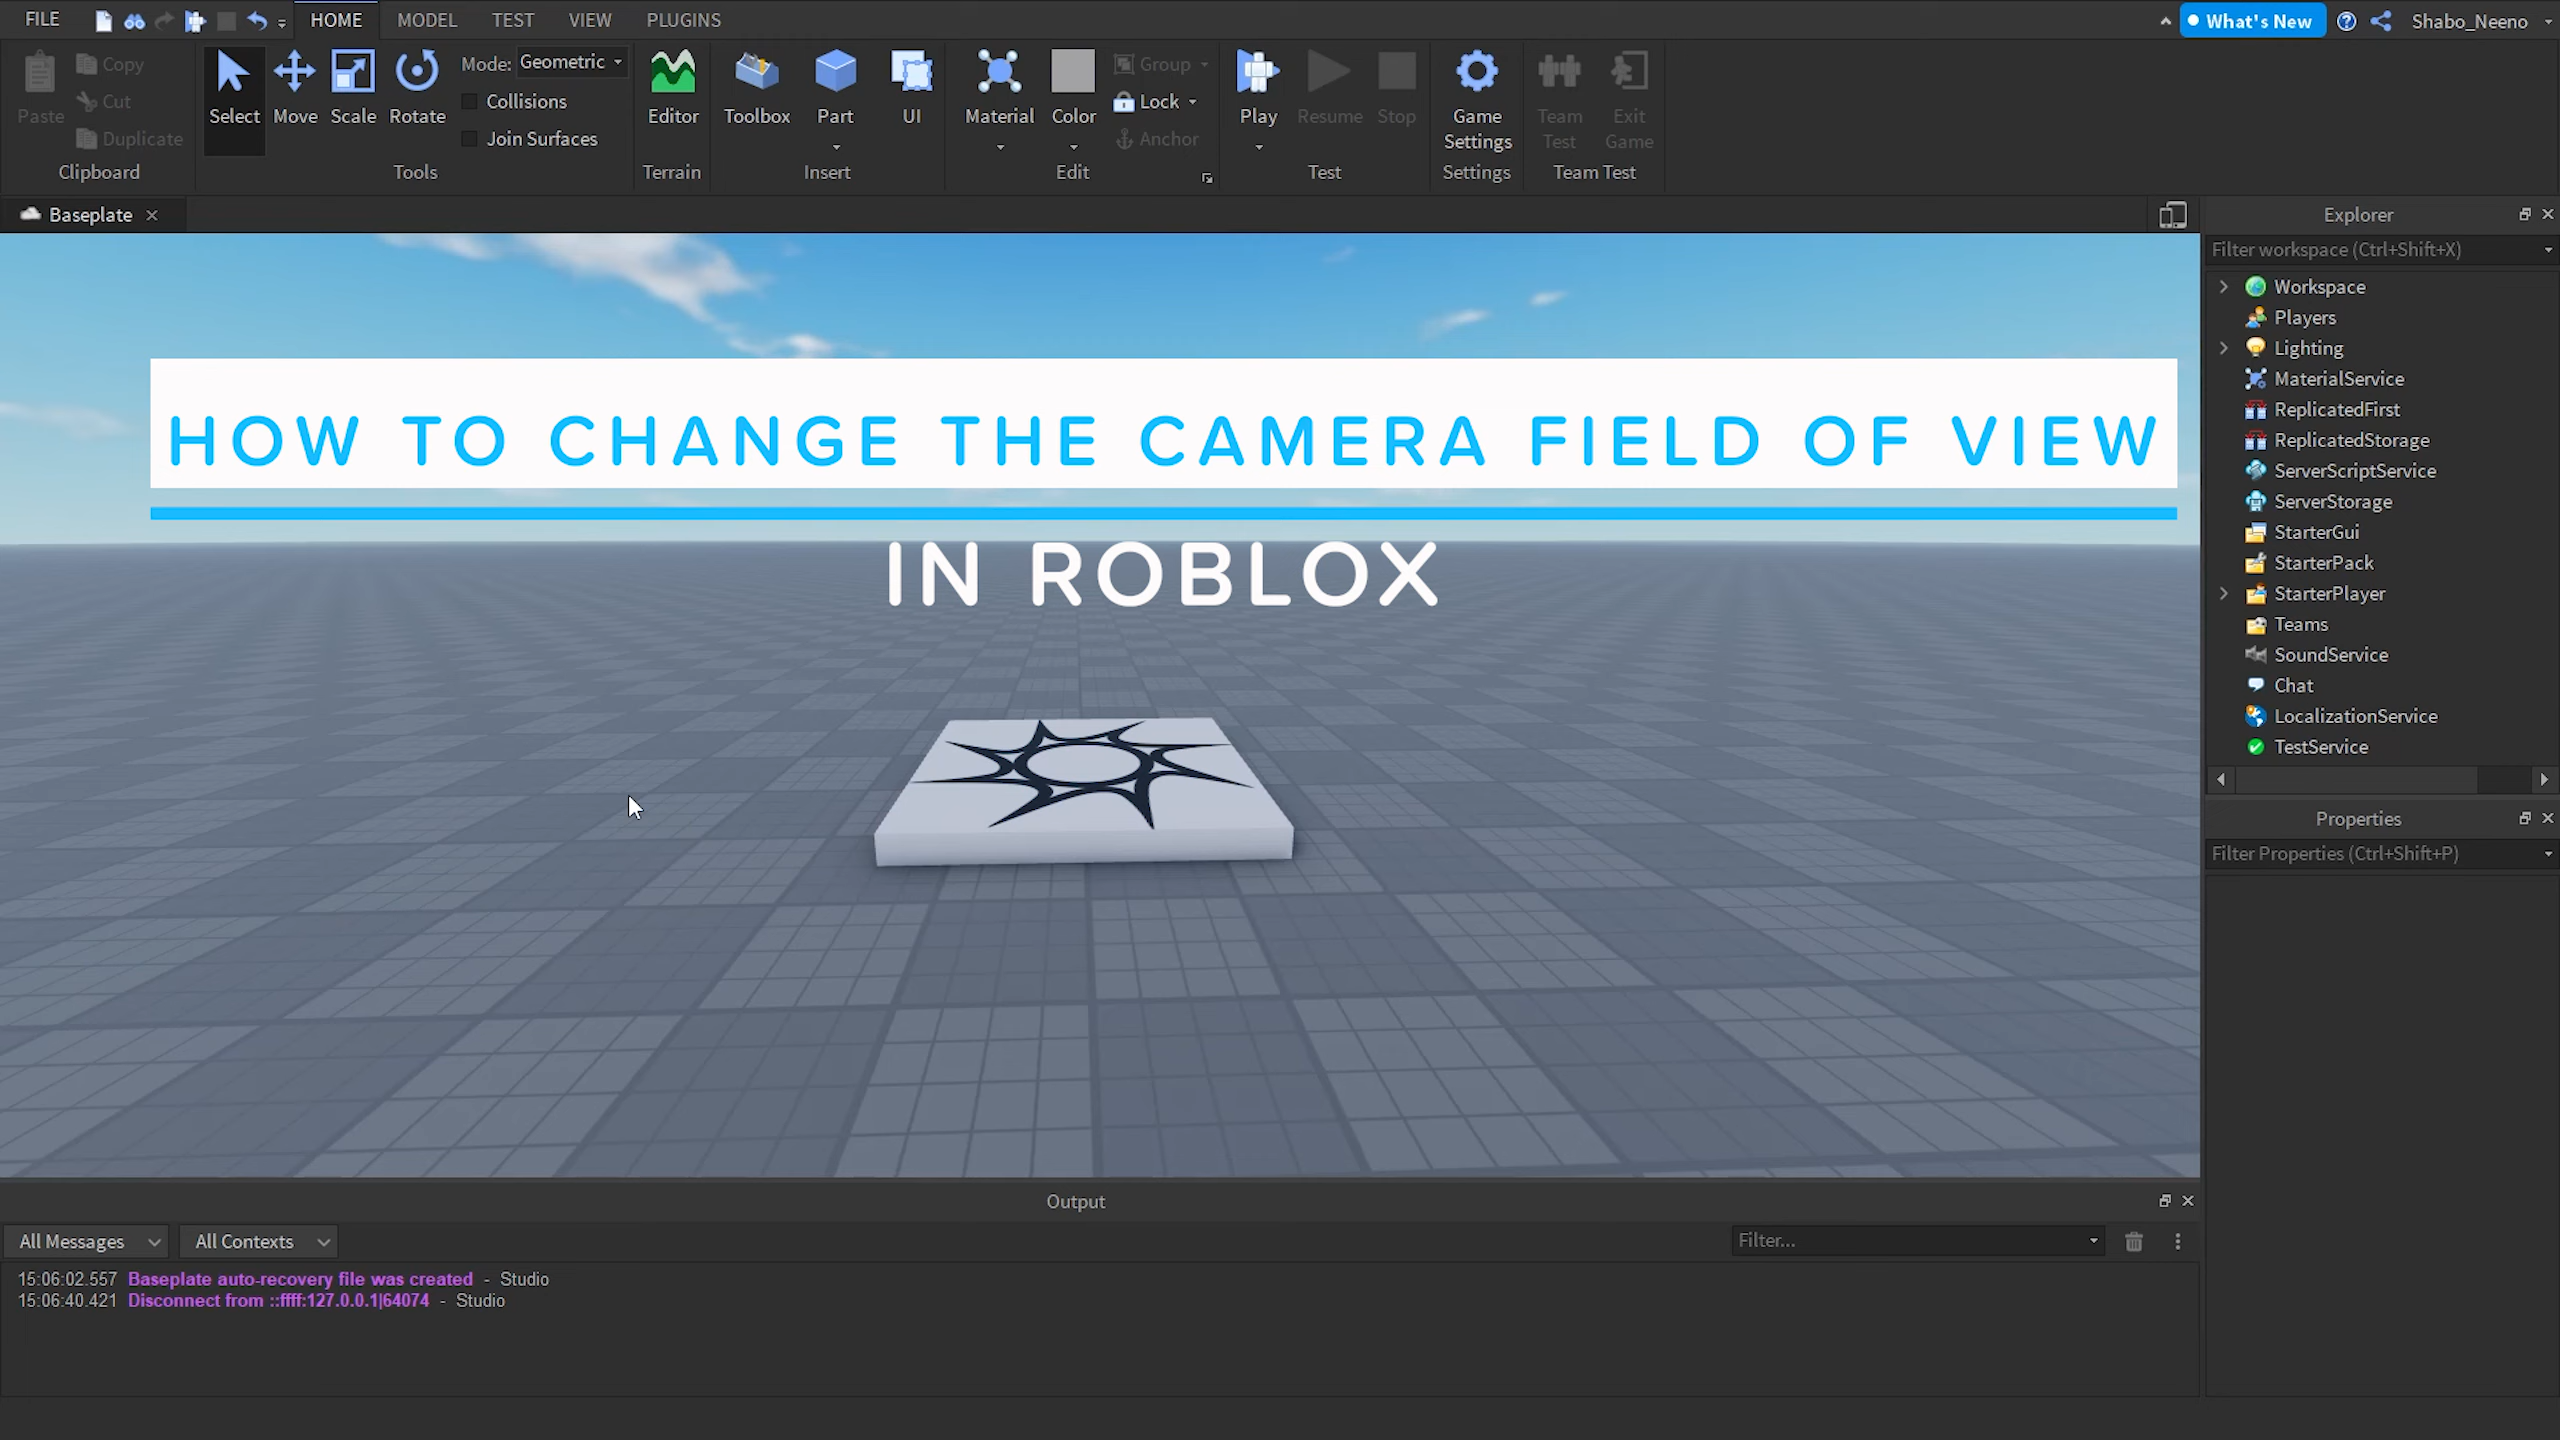 FILE HOME MODEL TEST VIEW PLUGINS What's New Shabo_Neeno
Paste Copy Cut Duplicate
Clipboard
Select Move Scale Rotate Mode: Geometric
Collisions
Join Surfaces
Tools
Editor
Terrain
Toolbox Part UI
Insert
Material Color Group
Lock
Anchor
Edit
Play Resume Stop
Test
Game Settings
Settings
Team Test Exit Game
Team Test
Baseplate
HOW TO CHANGE THE CAMERA FIELD OF VIEW
IN ROBLOX
Explorer
Filter workspace (Ctrl+Shift+X)
Workspace
Players
Lighting
MaterialService
ReplicatedFirst
ReplicatedStorage
ServerScriptService
ServerStorage
StarterGui
StarterPack
StarterPlayer
Teams
SoundService
Chat
LocalizationService
TestService
Properties
Filter Properties (Ctrl+Shift+P)
Output
All Messages All Contexts Filter...
15:06:02.557 Baseplate auto-recovery file was created - Studio
15:06:40.421 Disconnect from ::ffff:127.0.0.1|64074 - Studio